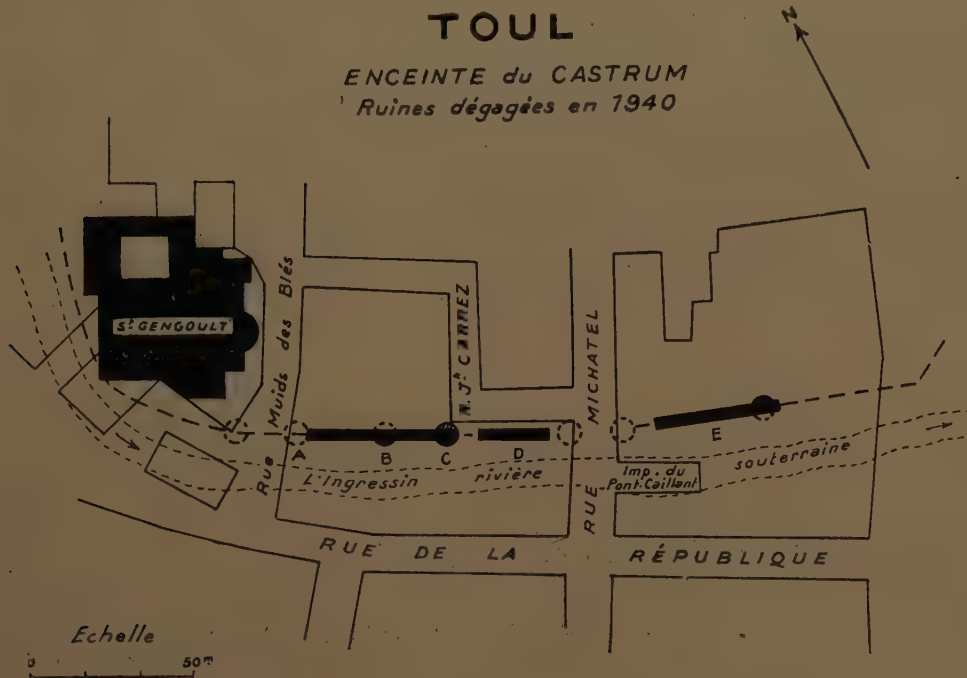 TOUL
ENCEINTE du CASTRUM
Ruines dégagées en 1940
N
St GENGOULT
Rue Muids des Blés
R. Jh CARREZ
RUE MICHATEL
A
B
C
D
E
L'Ingressin rivière souterraine
Imp. du
Pont-Caillant
RUE DE LA RÉPUBLIQUE
Echelle
0 50m